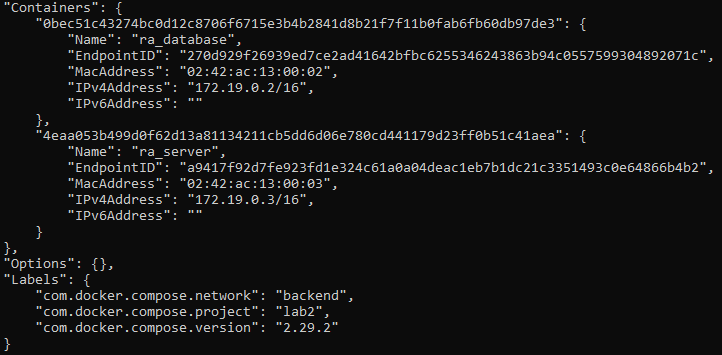 "Containers": {
    "0bec51c43274bc0d12c8706f6715e3b4b2841d8b21f7f11b0fab6fb60db97de3": {
        "Name": "ra_database",
        "EndpointID": "270d929f26939ed7ce2ad41642bfbc6255346243863b94c0557599304892071c",
        "MacAddress": "02:42:ac:13:00:02",
        "IPv4Address": "172.19.0.2/16",
        "IPv6Address": ""
    },
    "4eaa053b499d0f62d13a81134211cb5dd6d06e780cd441179d23ff0b51c41aea": {
        "Name": "ra_server",
        "EndpointID": "a9417f92d7fe923fd1e324c61a0a04deac1eb7b1dc21c3351493c0e64866b4b2",
        "MacAddress": "02:42:ac:13:00:03",
        "IPv4Address": "172.19.0.3/16",
        "IPv6Address": ""
    }
},
"Options": {},
"Labels": {
    "com.docker.compose.network": "backend",
    "com.docker.compose.project": "lab2",
    "com.docker.compose.version": "2.29.2"
}